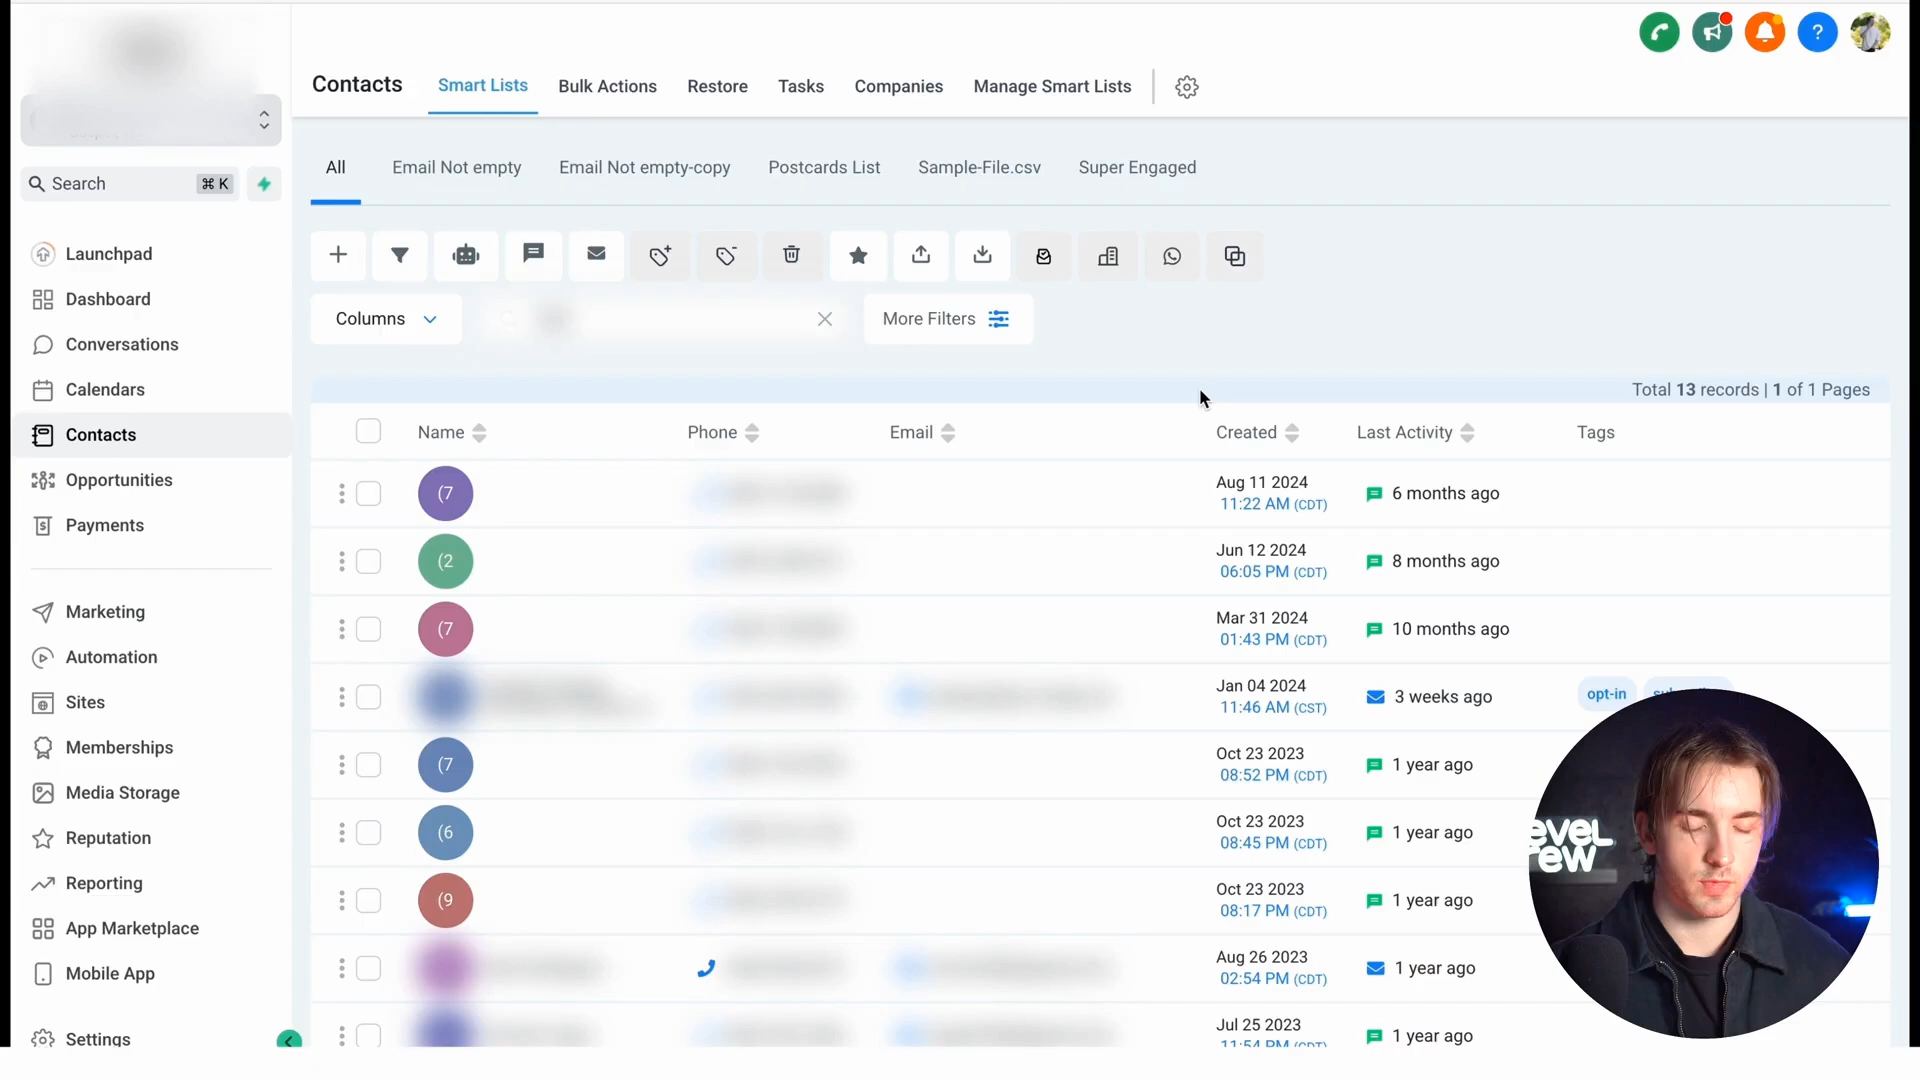 Contacts Smart Lists Bulk Actions Restore Tasks Companies Manage Smart Lists
?
Search ⌘ K
All Email Not empty Email Not empty-copy Postcards List Sample-File.csv Super Engaged
Launchpad
Dashboard
Conversations
Calendars
Contacts
Opportunities
Payments
Marketing
Automation
Sites
Memberships
Media Storage
Reputation
Reporting
App Marketplace
Mobile App
Settings
Columns More Filters
Total 13 records | 1 of 1 Pages
Name Phone Email Created Last Activity Tags
(7 Aug 11 2024 6 months ago
11:22 AM (CDT)
(2 Jun 12 2024 8 months ago
06:05 PM (CDT)
(7 Mar 31 2024 10 months ago
01:43 PM (CDT)
Jan 04 2024 3 weeks ago opt-in
11:46 AM (CST)
(7 Oct 23 2023 1 year ago
08:52 PM (CDT)
(6 Oct 23 2023 1 year ago
08:45 PM (CDT)
(9 Oct 23 2023 1 year ago
08:17 PM (CDT)
Aug 26 2023 1 year ago
02:54 PM (CDT)
Jul 25 2023 1 year ago
11:54 PM (CDT)